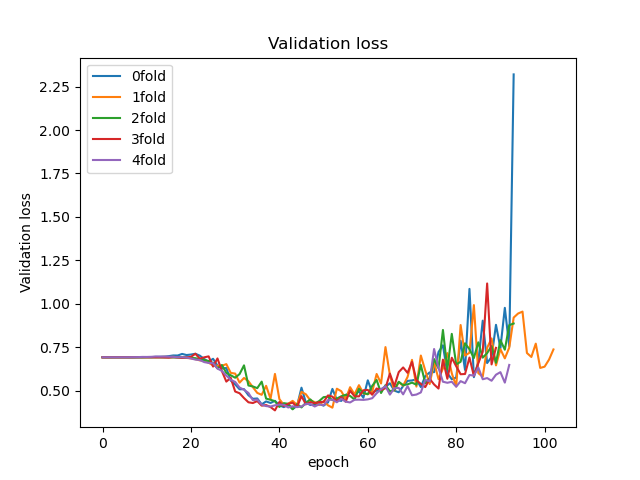 Validation loss
0fold
1fold
2fold
3fold
4fold
Validation loss
2.25
2.00
1.75
1.50
1.25
1.00
0.75
0.50
0 20 40 60 80 100
epoch